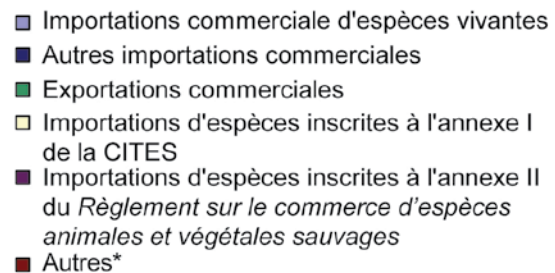 Importations commerciale d'espèces vivantes
Autres importations commerciales
Exportations commerciales
Importations d'espèces inscrites à l'annexe I
de la CITES
Importations d'espèces inscrites à l'annexe II
du Règlement sur le commerce d'espèces
animales et végétales sauvages
Autres*